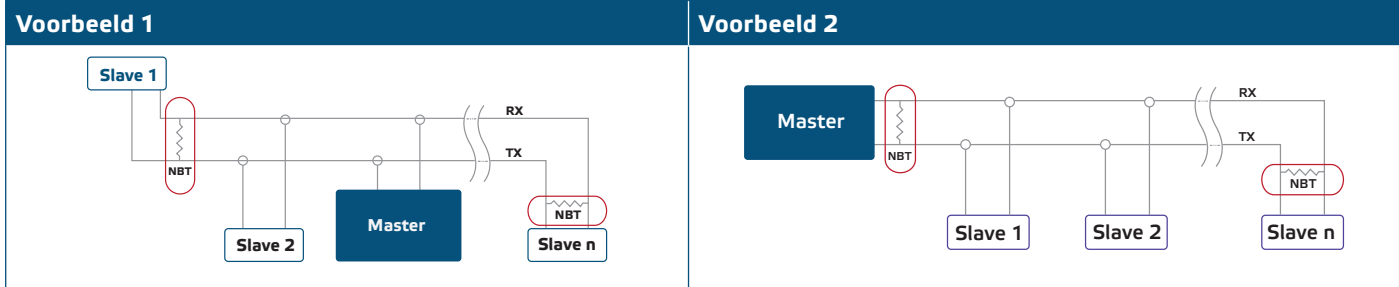 Voorbeeld 1
Slave 1
RX
TX
NBT
NBT
Slave 2
Master
Slave n
Voorbeeld 2
Master
RX
TX
NBT
NBT
Slave 1
Slave 2
Slave n